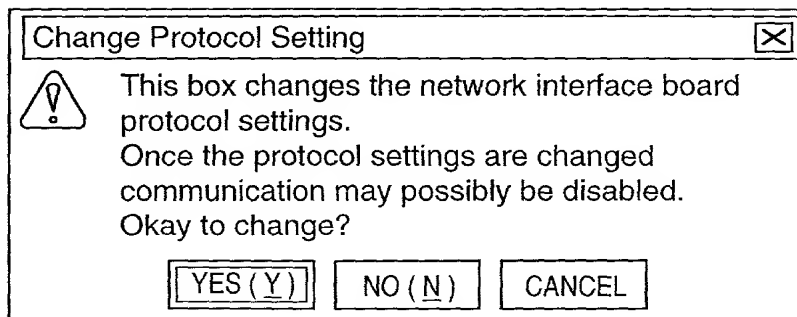 Change Protocol Setting
This box changes the network interface board
protocol settings.
Once the protocol settings are changed
communication may possibly be disabled.
Okay to change?
YES ( Y ) NO ( N ) CANCEL